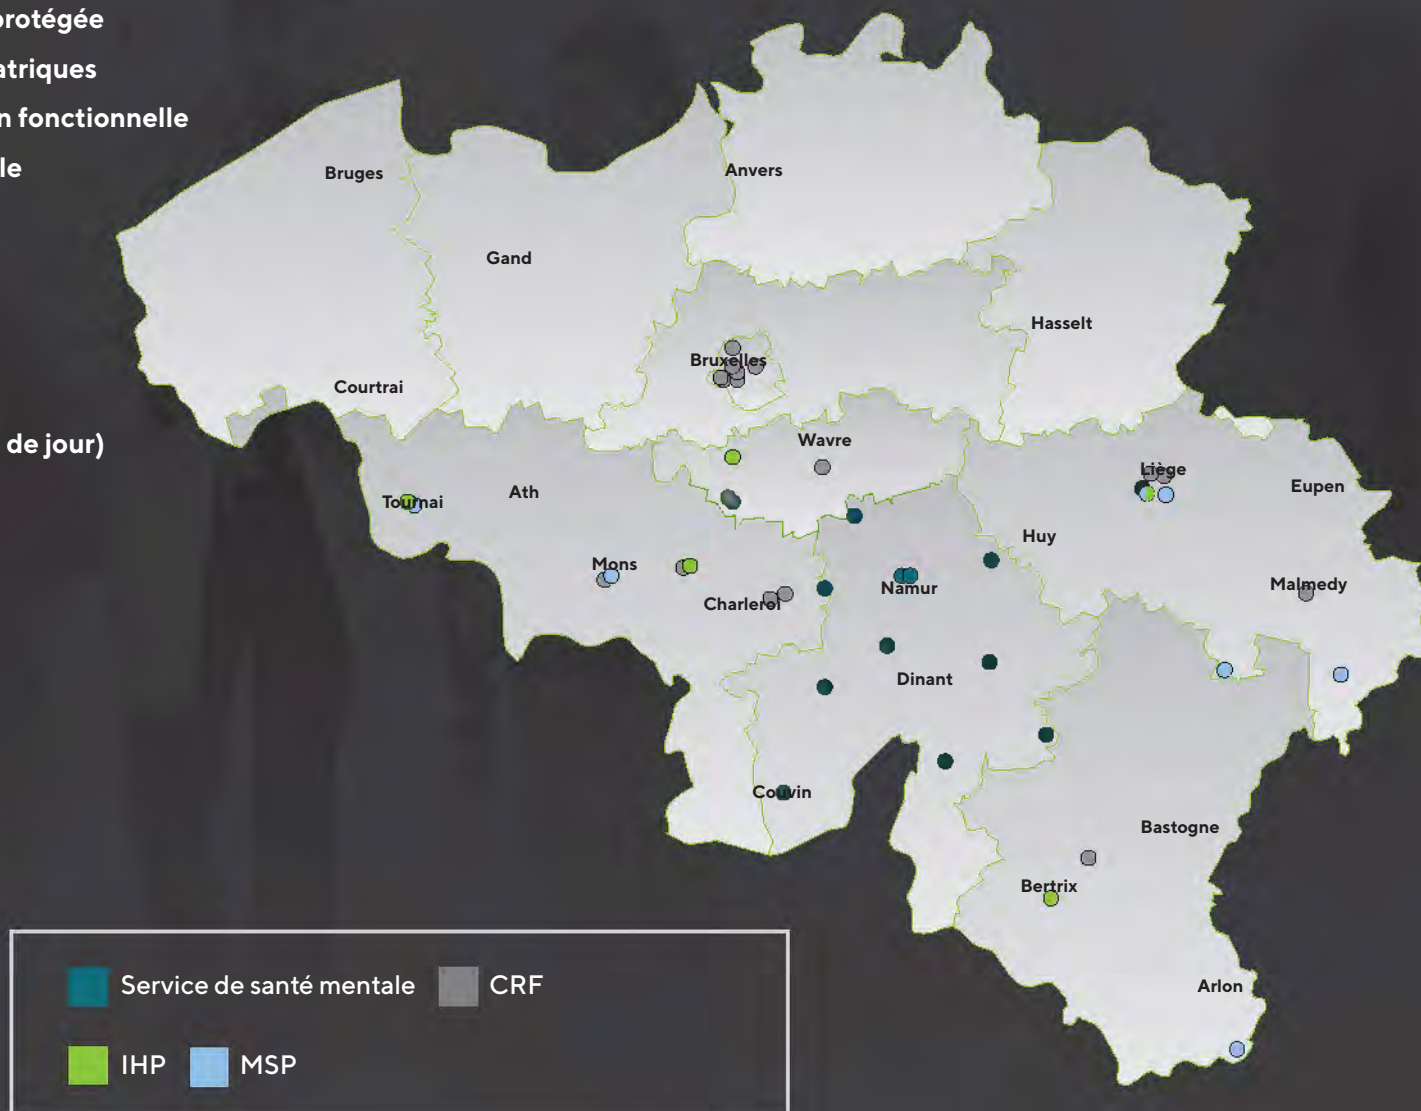 protégée
atriques
n fonctionnelle
le
de jour)
Bruges
Anvers
Gand
Hasselt
Bruxelles
Courtrai
Wavre
Liège
Eupen
Ath
Tournai
Huy
Mons
Malmedy
Namur
Charleroi
Dinant
Couvin
Bastogne
Bertrix
Arlon
Service de santé mentale CRF
IHP MSP